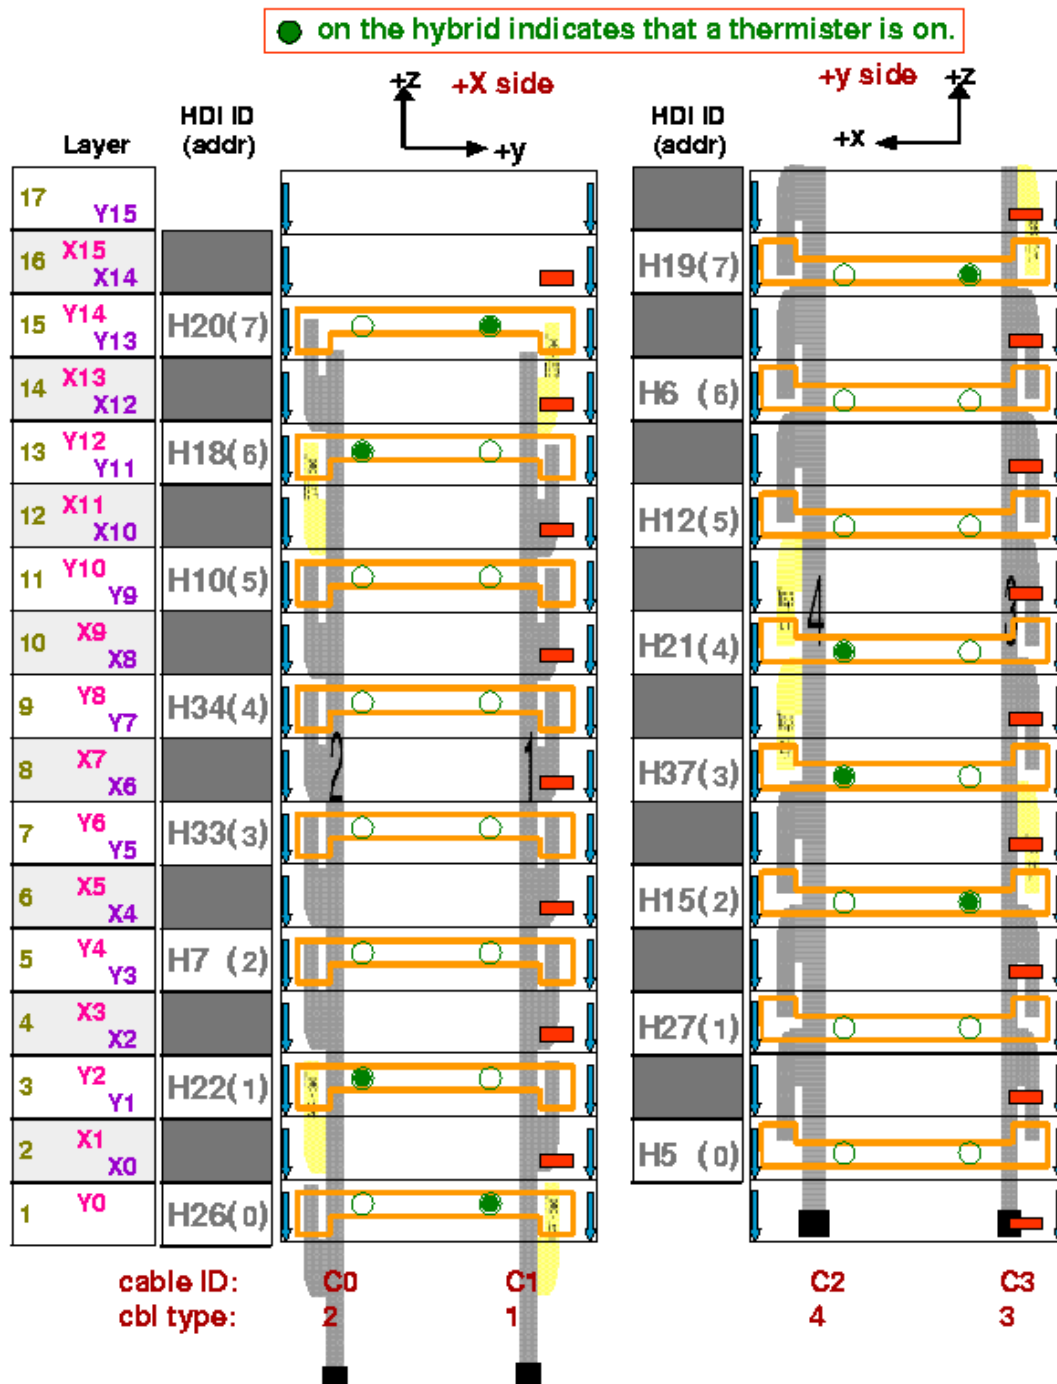 on the hybrid indicates that a thermister is on.
+z +X side
+y side +z
HDI ID
(addr)
HDI ID
(addr)
Layer
+y
+x
17 Y15
16 X15 X14
H19(7)
15 Y14 Y13 H20(7)
14 X13 X12
H6 (6)
13 Y12 Y11 H18(6)
12 X11 X10
H12(5)
11 Y10 Y9 H10(5)
4 3
10 X9 X8
H21(4)
9 Y8 Y7 H34(4)
8 X7 X6
2 1
H37(3)
7 Y6 Y5 H33(3)
6 X5 X4
H15(2)
5 Y4 Y3 H7 (2)
4 X3 X2
H27(1)
3 Y2 Y1 H22(1)
2 X1 X0
H5 (0)
1 Y0 H26(0)
cable ID: C0 C1 C2 C3
cbl type: 2 1 4 3